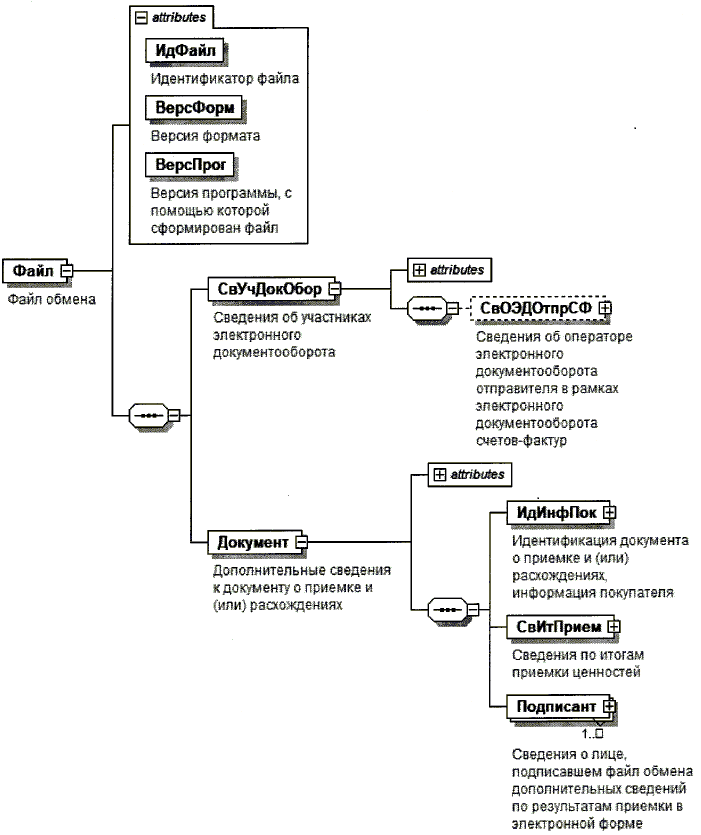 attributes
ИдФайл
Идентификатор файла
ВерсФорм
Версия формата
ВерсПрог
Версия программы, с
помощью которой
сформирован файл
Файл
Файл обмена
СвУчДокОбор
Сведения об участниках
электронного
документооборота
attributes
СвОЭДОтпрСФ
Сведения об операторе
электронного
документооборота
отправителя в рамках
электронного
документооборота
счетов-фактур
Документ
Дополнительные сведения
к документу о приемке и
(или) расхождениях
attributes
ИдИнфПок
Идентификация документа
о приемке и (или)
расхождениях,
информация покупателя
СвИтПрием
Сведения по итогам
приемки ценностей
Подписант
1..
Сведения о лице,
подписавшем файл обмена
дополнительных сведений
по результатам приемки в
электронной форме